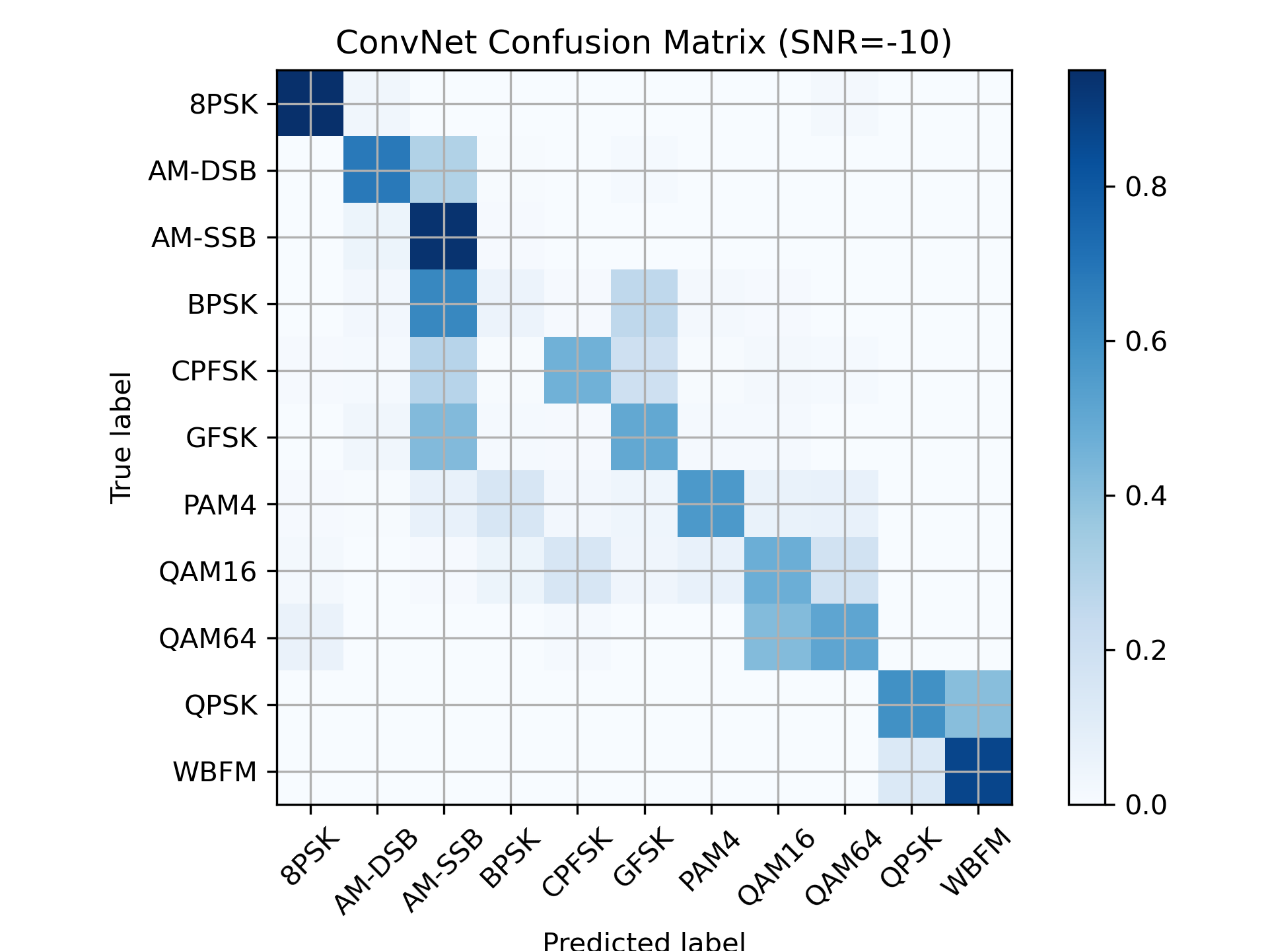 ConvNet Confusion Matrix (SNR=-10)
8PSK
AM-DSB
AM-SSB
BPSK
CPFSK
GFSK
PAM4
QAM16
QAM64
QPSK
WBFM
True label
8PSK
AM-DSB
AM-SSB
BPSK
CPFSK
GFSK
PAM4
QAM16
QAM64
QPSK
WBFM
Predicted label
0.8
0.6
0.4
0.2
0.0